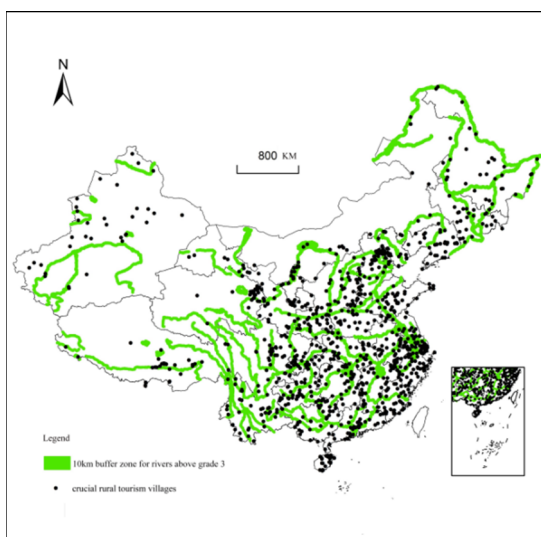 N
800 KM
Legend
10km buffer zone for rivers above grade 3
crucial rural tourism villages